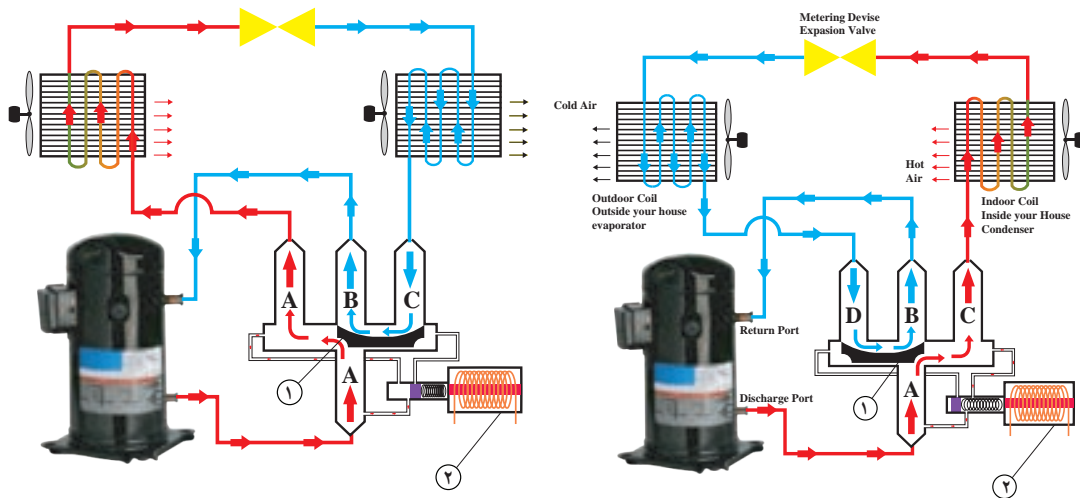 A
B
C
A
١
٢
Metering Devise
Expasion Valve
Cold Air
Hot
Air
Outdoor Coil
Outside your house
evaporator
Indoor Coil
Inside your House
Condenser
D
B
C
Return Port
Discharge Port
A
١
٢